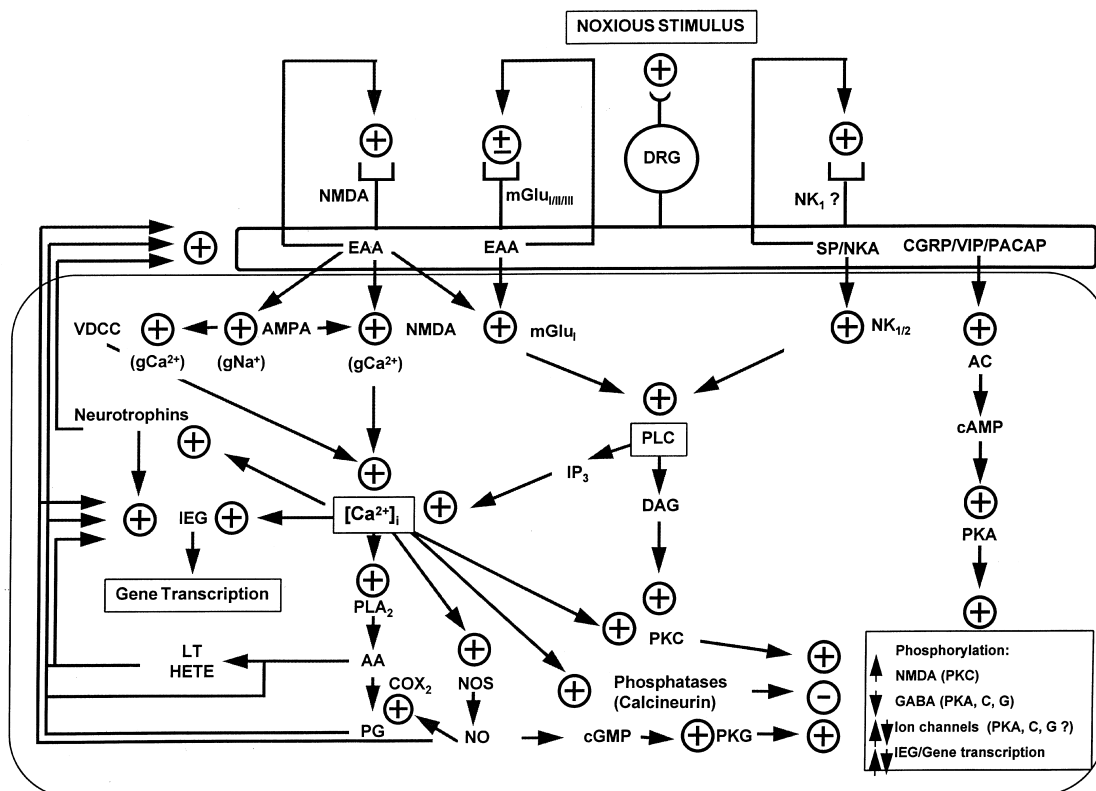 NOXIOUS STIMULUS
DRG
NMDA
mGluI/II/III
NK1 ?
EAA
EAA
SP/NKA
CGRP/VIP/PACAP
VDCC
AMPA
NMDA
mGluI
NK1/2
(gCa2+)
(gNa+)
(gCa2+)
AC
Neurotrophins
cAMP
PLC
IP3
DAG
[Ca2+]i
IEG
PKA
Gene Transcription
PLA2
PKC
LT
HETE
AA
COX2
NOS
Phosphatases
(Calcineurin)
PG
NO
cGMP
PKG
Phosphorylation:
NMDA (PKC)
GABA (PKA, C, G)
Ion channels (PKA, C, G ?)
IEG/Gene transcription